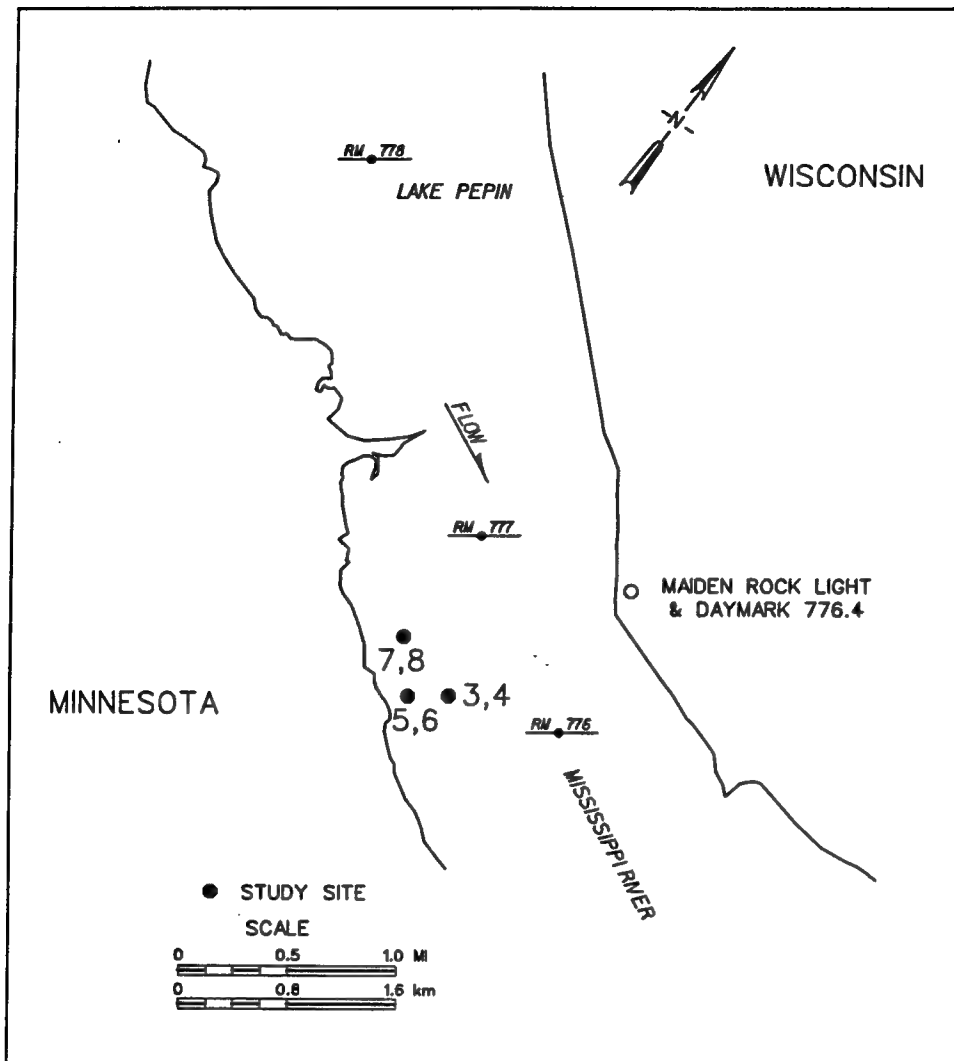 RM 778
LAKE PEPIN
N
WISCONSIN
FLOW
RM 777
MAIDEN ROCK LIGHT
& DAYMARK 776.4
7,8
MINNESOTA
5,6
3,4
RM 776
MISSISSIPPI RIVER
STUDY SITE
SCALE
0 0.5 1.0 MI
0 0.8 1.6 km